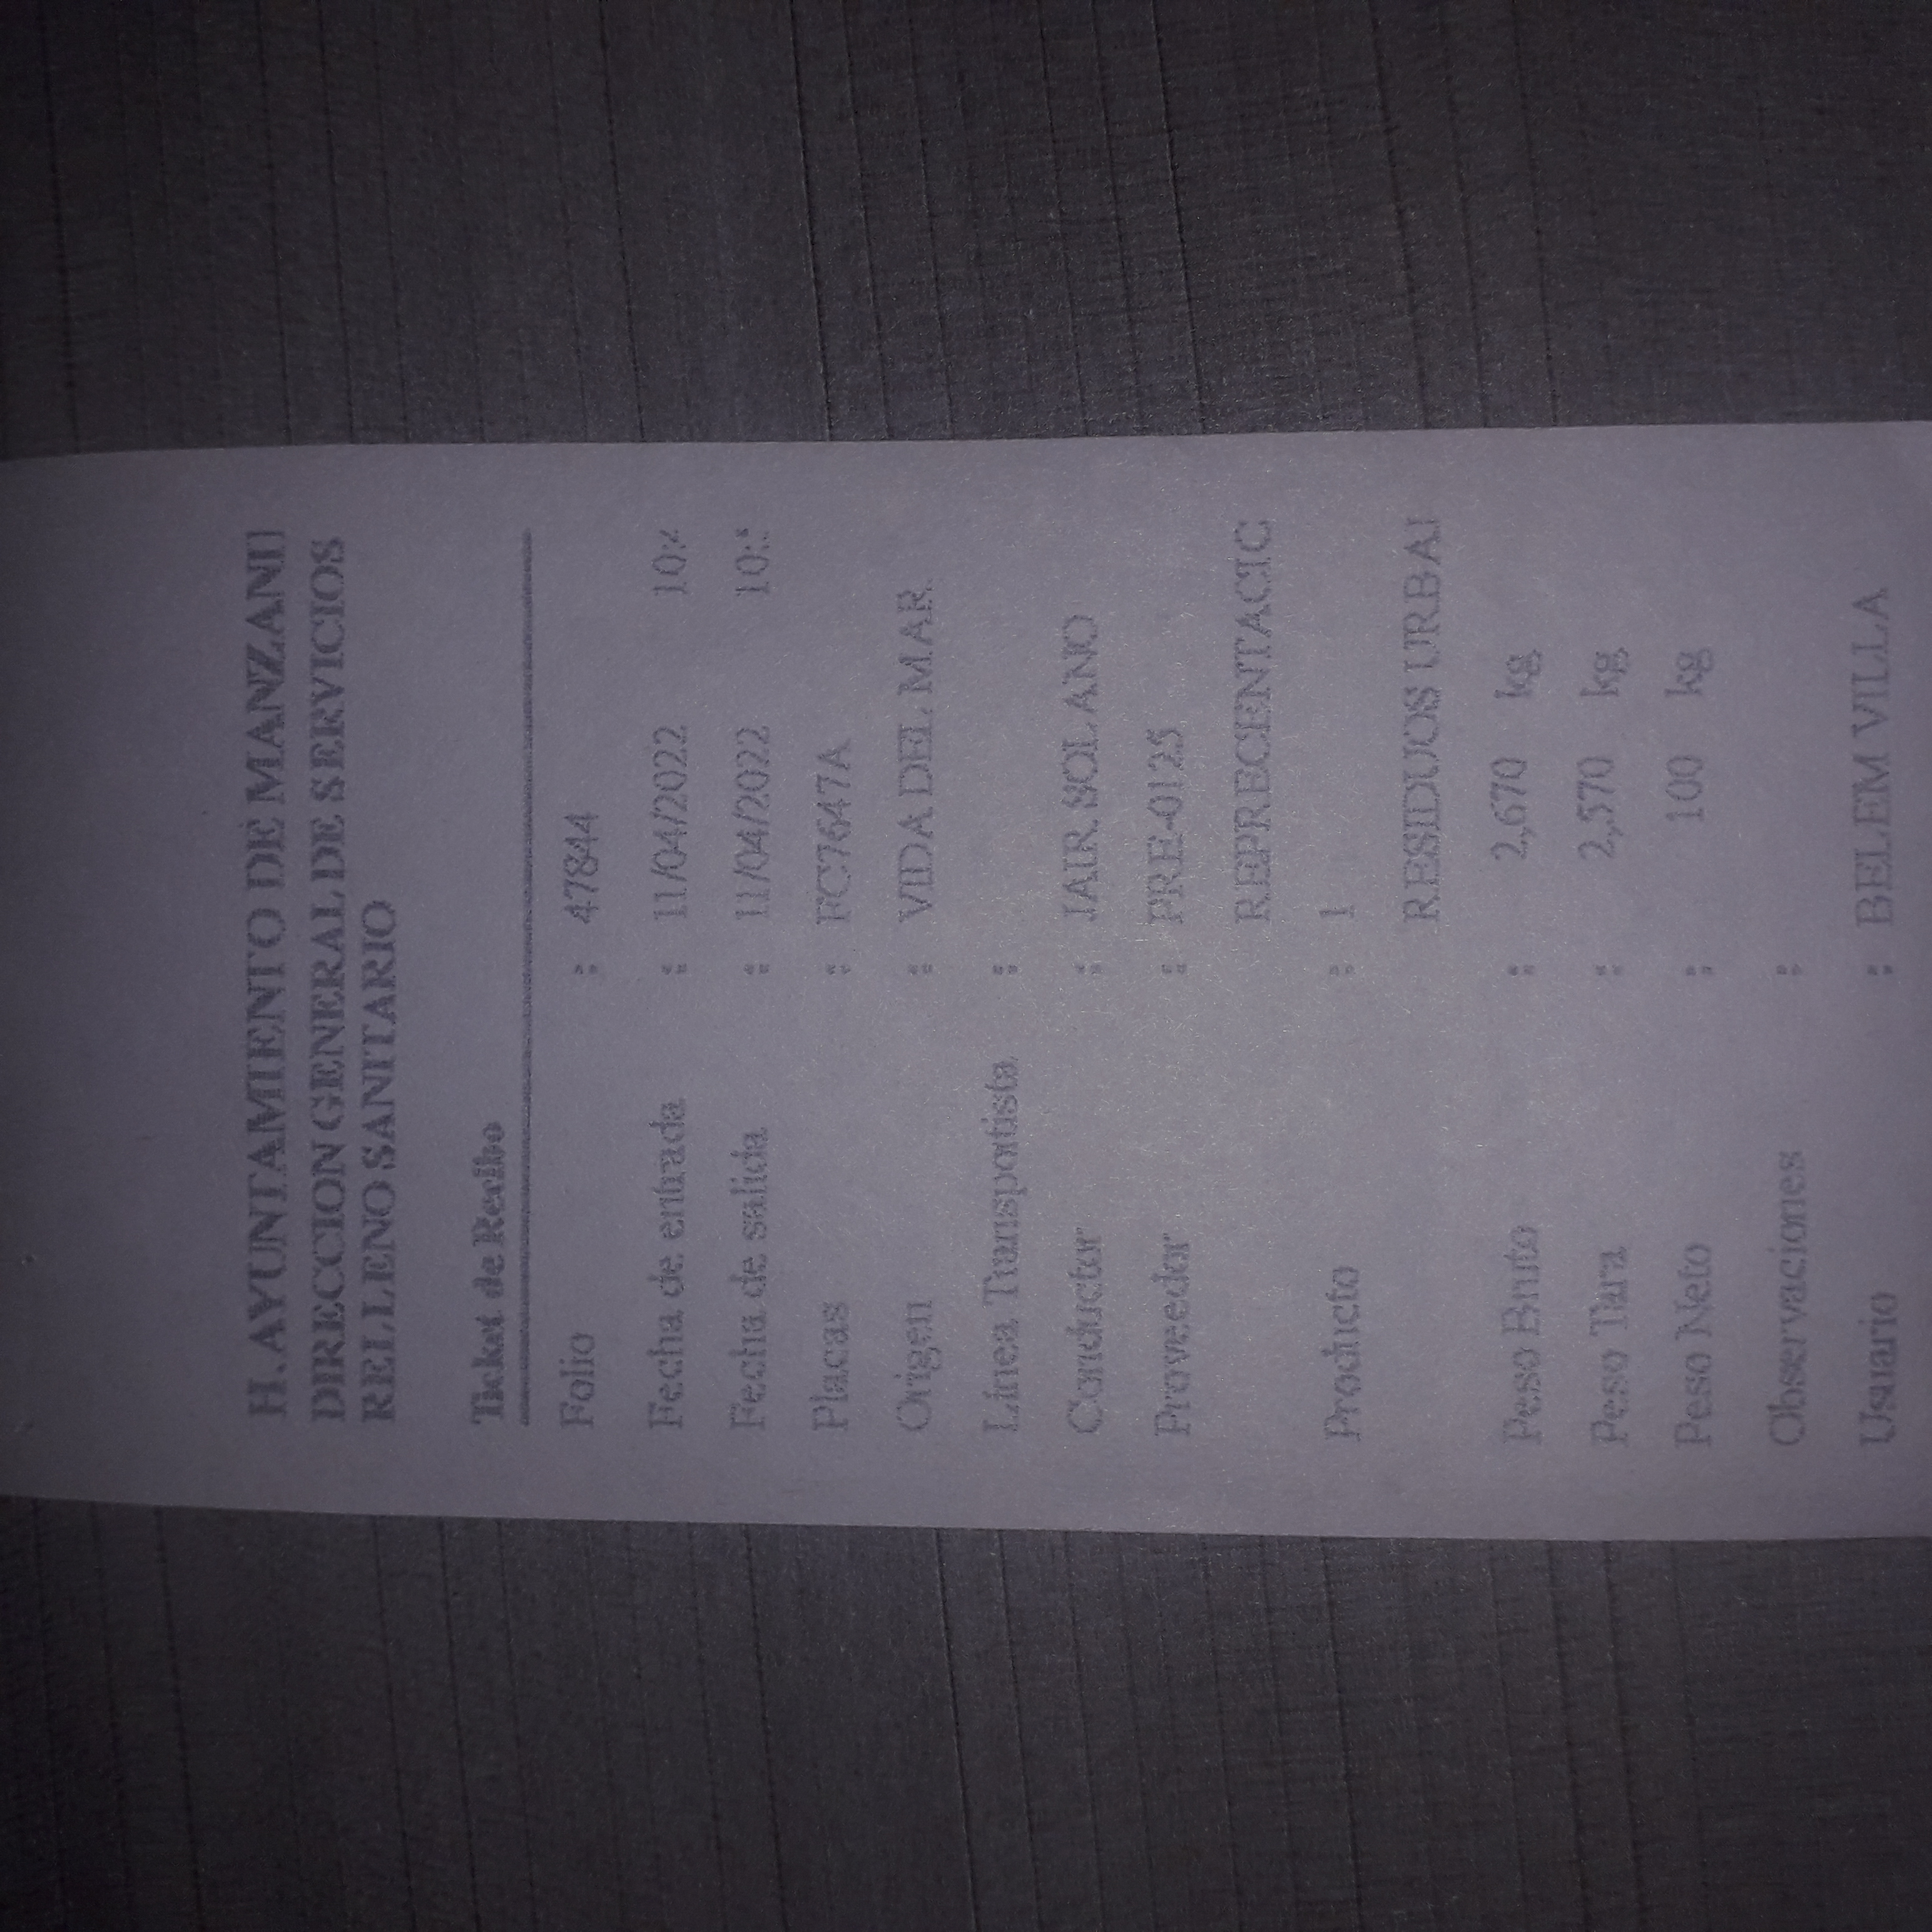 H. AYUNTAMIENTO DE MANZANI
DIRECCION GENERAL DE SERVICIOS
RELLENO SANITARIO
Ticket de Recibo
Folio : 47844
Fecha de entrada : 11/04/2022 10:4
Fecha de salida : 11/04/2022 10:5
Placas : FC7647A
Origen : VIDA DEL MAR
Línea Transportista :
Conductor : JAIR SOLANO
Proveedor : PRE-0125
REPRECENTACIC
Producto : 1
RESIDUOS URBAI
Peso Bruto : 2,670 kg
Peso Tara : 2,570 kg
Peso Neto : 100 kg
Observaciones :
Usuario : BELEM VILLA